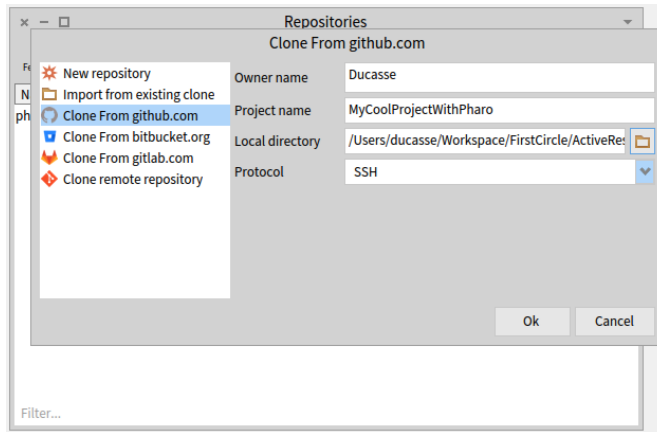 Repositories
Clone From github.com
Fe
N
ph
New repository
Import from existing clone
Clone From github.com
Clone From bitbucket.org
Clone From gitlab.com
Clone remote repository
Owner name
Ducasse
Project name
MyCoolProjectWithPharo
Local directory
/Users/ducasse/Workspace/FirstCircle/ActiveRes
Protocol
SSH
Ok
Cancel
Filter...